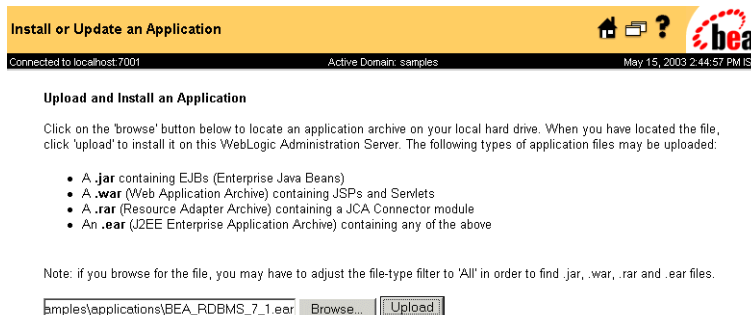 Install or Update an Application
?
bea
Connected to localhost:7001 Active Domain: samples May 15, 2003 2:44:57 PM IS
Upload and Install an Application
Click on the 'browse' button below to locate an application archive on your local hard drive. When you have located the file,
click 'upload' to install it on this WebLogic Administration Server. The following types of application files may be uploaded:
• A .jar containing EJBs (Enterprise Java Beans)
• A .war (Web Application Archive) containing JSPs and Servlets
• A .rar (Resource Adapter Archive) containing a JCA Connector module
• An .ear (J2EE Enterprise Application Archive) containing any of the above
Note: if you browse for the file, you may have to adjust the file-type filter to 'All' in order to find .jar, .war, .rar and .ear files.
amples\applications\BEA_RDBMS_7_1.ear Browse... Upload